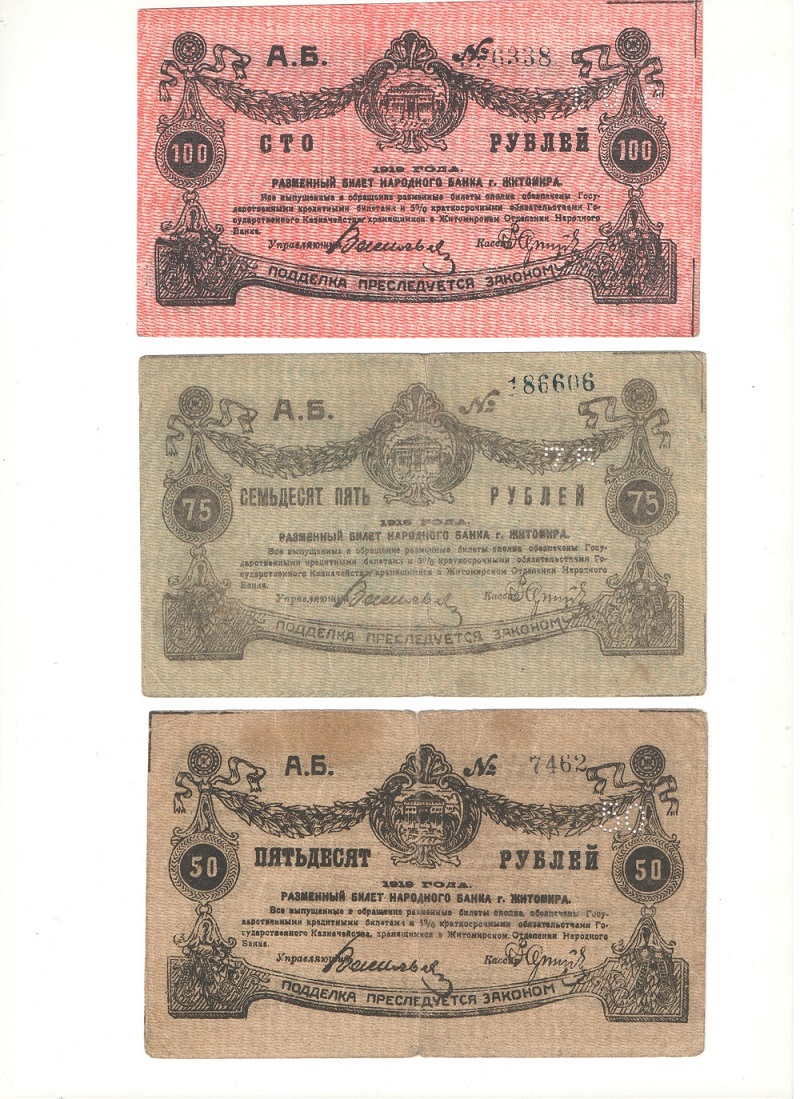 А.Б. № 6338
100 СТО РУБЛЕЙ 100
1919 ГОДА.
РАЗМЕННЫЙ БИЛЕТ НАРОДНОГО БАНКА г. ЖИТОМИРА.
Все выпущенные в обращение разменные билеты сполна обеспечены Госу-
дарственными кредитными билетами и 5% краткосрочными обязательствами Го-
сударственного Казначейства, хранящимися в Житомирском Отделении Народного
Банка.
Управляющий Кассир
ПОДДЕЛКА ПРЕСЛЕДУЕТСЯ ЗАКОНОМ
А.Б. № 186606
75
75 СЕМЬДЕСЯТ ПЯТЬ РУБЛЕЙ 75
1919 ГОДА.
РАЗМЕННЫЙ БИЛЕТ НАРОДНОГО БАНКА г. ЖИТОМИРА.
Все выпущенные в обращение разменные билеты сполна обеспечены Госу-
дарственными кредитными билетами и 5% краткосрочными обязательствами Го-
сударственного Казначейства, хранящимися в Житомирском Отделении Народного
Банка.
Управляющий Кассир
ПОДДЕЛКА ПРЕСЛЕДУЕТСЯ ЗАКОНОМ
А.Б. № 7462
50 ПЯТЬДЕСЯТ РУБЛЕЙ 50
1919 ГОДА.
РАЗМЕННЫЙ БИЛЕТ НАРОДНОГО БАНКА г. ЖИТОМИРА.
Все выпущенные в обращение разменные билеты сполна обеспечены Госу-
дарственными кредитными билетами и 5% краткосрочными обязательствами Го-
сударственного Казначейства, хранящимися в Житомирском Отделении Народного
Банка.
Управляющий Кассир
ПОДДЕЛКА ПРЕСЛЕДУЕТСЯ ЗАКОНОМ